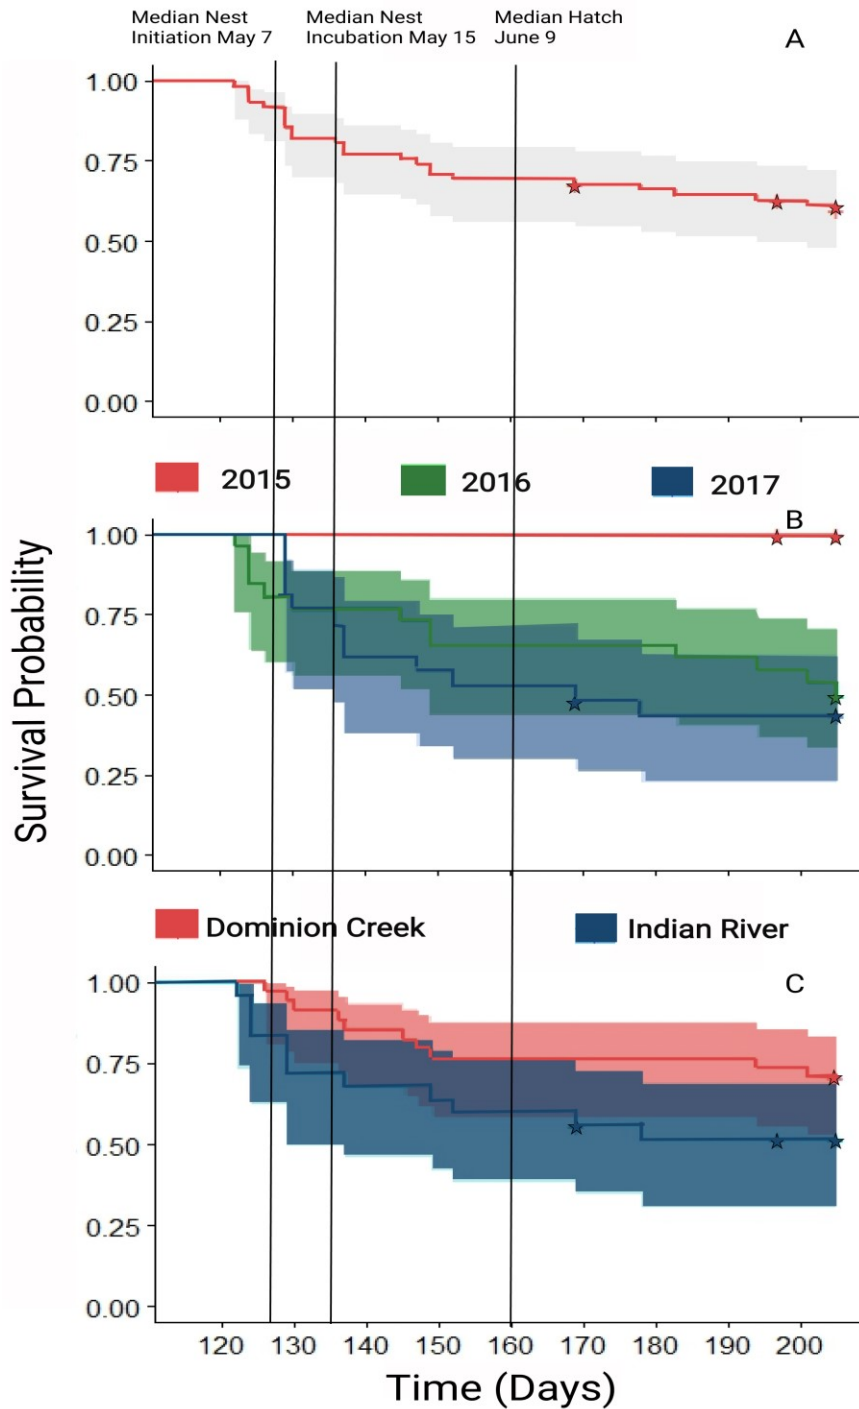 Median Nest
Initiation May 7
Median Nest
Incubation May 15
Median Hatch
June 9
A
1.00
0.75
0.50
0.25
0.00
2015
2016
2017
B
1.00
0.75
0.50
0.25
0.00
Survival Probability
Dominion Creek
Indian River
C
1.00
0.75
0.50
0.25
0.00
120 130 140 150 160 170 180 190 200
Time (Days)